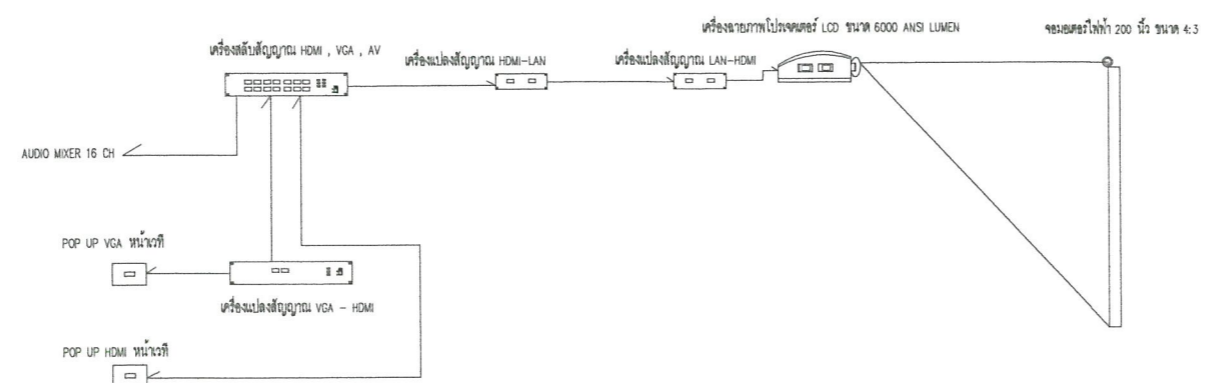 เครื่องฉายภาพโปรเจคเตอร์ LCD ขนาด 6000 ANSI LUMEN
จอมอเตอร์ไฟฟ้า 200 นิ้ว ขนาด 4:3
เครื่องสลับสัญญาณ HDMI , VGA , AV
เครื่องแปลงสัญญาณ HDMI-LAN
เครื่องแปลงสัญญาณ LAN-HDMI
AUDIO MIXER 16 CH
POP UP VGA หน้าเวที
เครื่องแปลงสัญญาณ VGA - HDMI
POP UP HDMI หน้าเวที